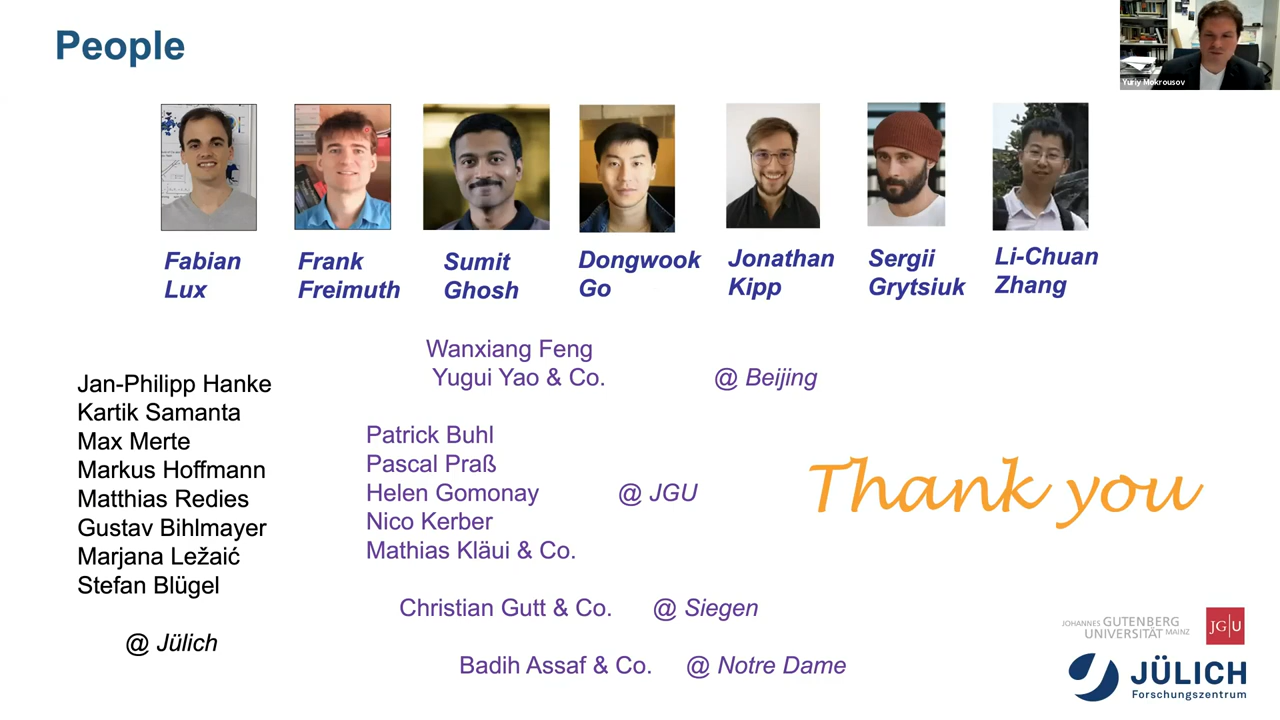 People
Yuriy Mokrousov
Fabian
Lux
Frank
Freimuth
Sumit
Ghosh
Dongwook
Go
Jonathan
Kipp
Sergii
Grytsiuk
Li-Chuan
Zhang
Jan-Philipp Hanke
Kartik Samanta
Max Merte
Markus Hoffmann
Matthias Redies
Gustav Bihlmayer
Marjana Ležaić
Stefan Blügel
@ Jülich
Wanxiang Feng
Yugui Yao & Co. @ Beijing
Patrick Buhl
Pascal Praß
Helen Gomonay @ JGU
Nico Kerber
Mathias Kläui & Co.
Christian Gutt & Co. @ Siegen
Badih Assaf & Co. @ Notre Dame
Thank you
JOHANNES GUTENBERG
UNIVERSITÄT MAINZ
JG|U
JÜLICH
Forschungszentrum